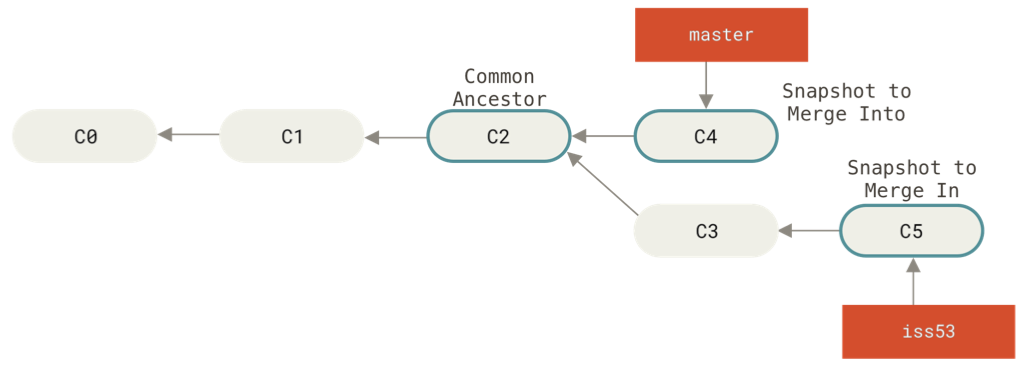 master
Common
Ancestor
Snapshot to
Merge Into
C0
C1
C2
C4
Snapshot to
Merge In
C3
C5
iss53